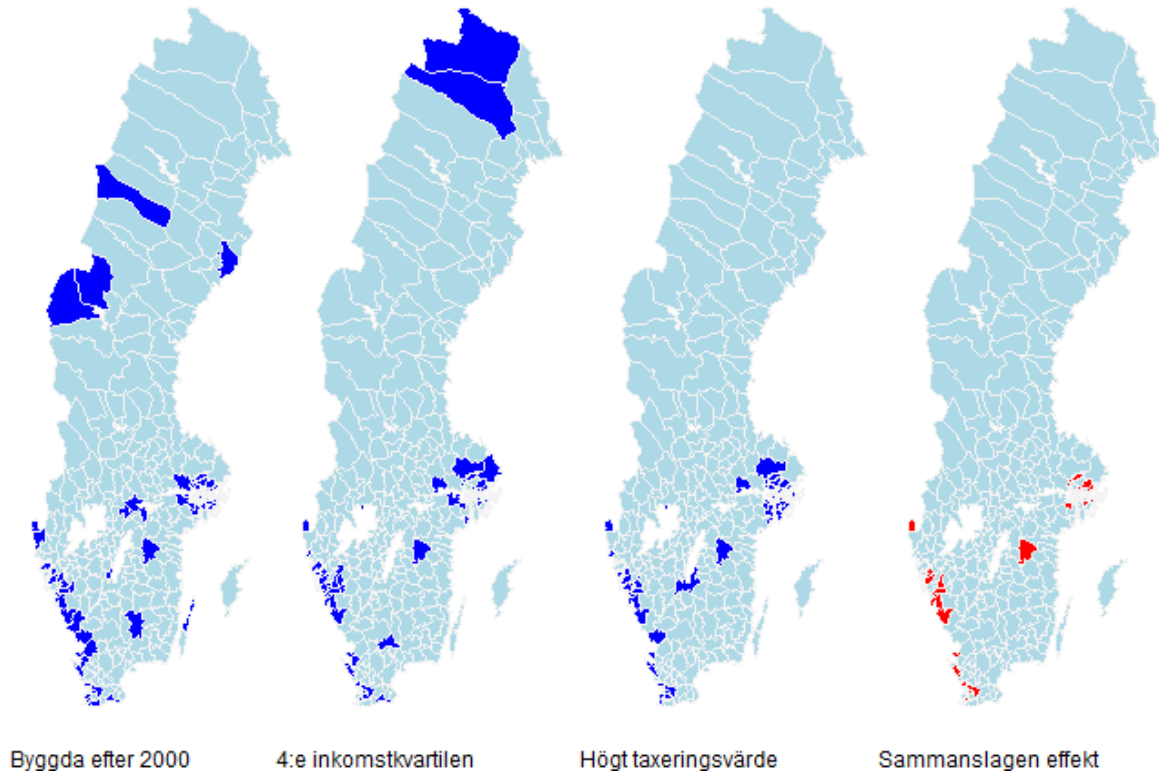 Byggda efter 2000
4:e inkomstkvartilen
Högt taxeringsvärde
Sammanslagen effekt